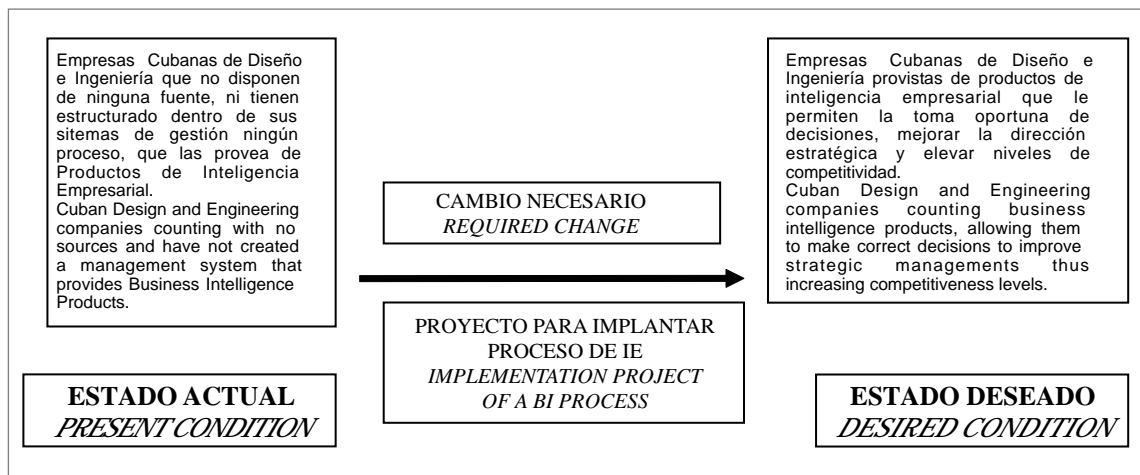 Empresas Cubanas de Diseño
e Ingeniería que no disponen
de ninguna fuente, ni tienen
estructurado dentro de sus
sitemas de gestión ningún
proceso, que las provea de
Productos de Inteligencia
Empresarial.
Cuban Design and Engineering
companies counting with no
sources and have not created
a management system that
provides Business Intelligence
Products.
ESTADO ACTUAL
PRESENT CONDITION
CAMBIO NECESARIO
REQUIRED CHANGE
PROYECTO PARA IMPLANTAR
PROCESO DE IE
IMPLEMENTATION PROJECT
OF A BI PROCESS
Empresas Cubanas de Diseño e
Ingeniería provistas de productos de
inteligencia empresarial que le
permiten la toma oportuna de
decisiones, mejorar la dirección
estratégica y elevar niveles de
competitividad.
Cuban Design and Engineering
companies counting business
intelligence products, allowing them
to make correct decisions to improve
strategic managements thus
increasing competitiveness levels.
ESTADO DESEADO
DESIRED CONDITION